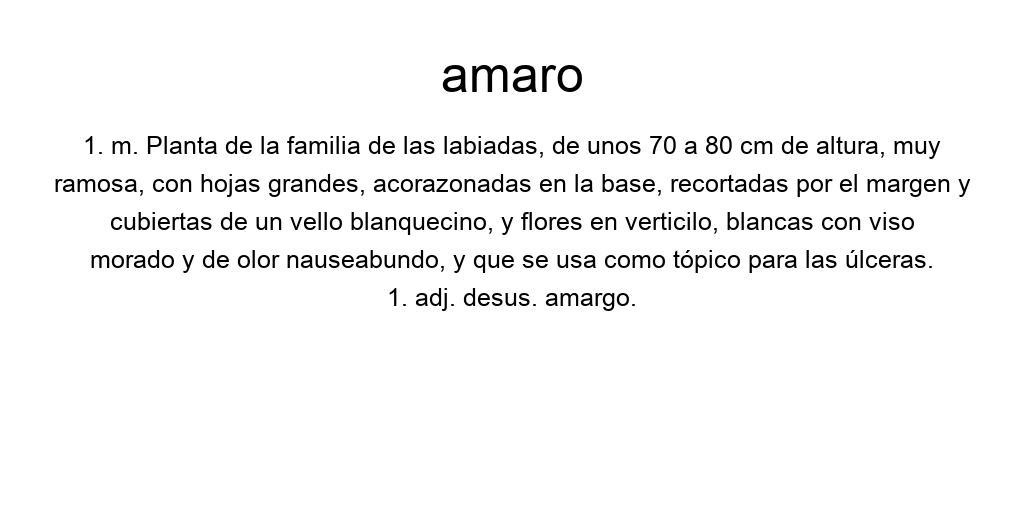 amaro
1. m. Planta de la familia de las labiadas, de unos 70 a 80 cm de altura, muy
ramosa, con hojas grandes, acorazonadas en la base, recortadas por el margen y
cubiertas de un vello blanquecino, y flores en verticilo, blancas con viso
morado y de olor nauseabundo, y que se usa como tópico para las úlceras.
1. adj. desus. amargo.